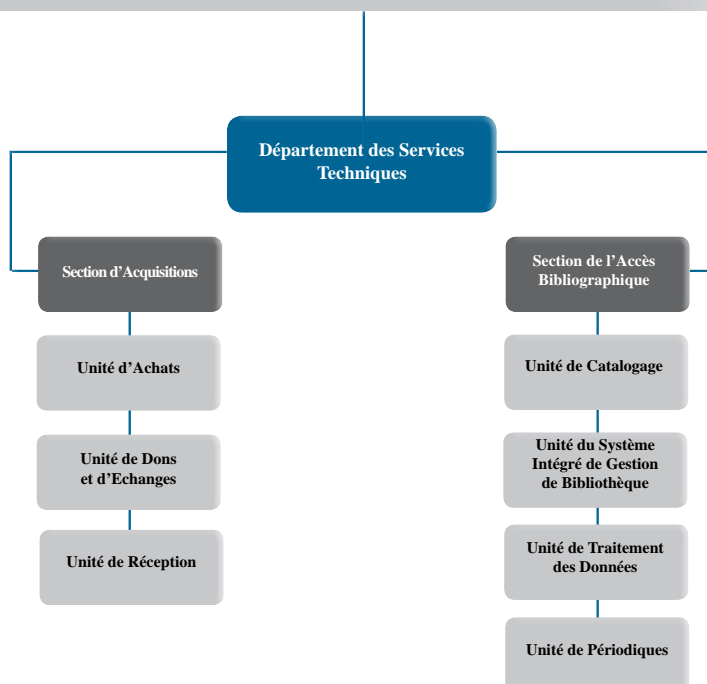 Département des Services
Techniques
Section d’Acquisitions
Unité d’Achats
Unité de Dons
et d’Echanges
Unité de Réception
Section de l’Accès
Bibliographique
Unité de Catalogage
Unité du Système
Intégré de Gestion
de Bibliothèque
Unité de Traitement
des Données
Unité de Périodiques